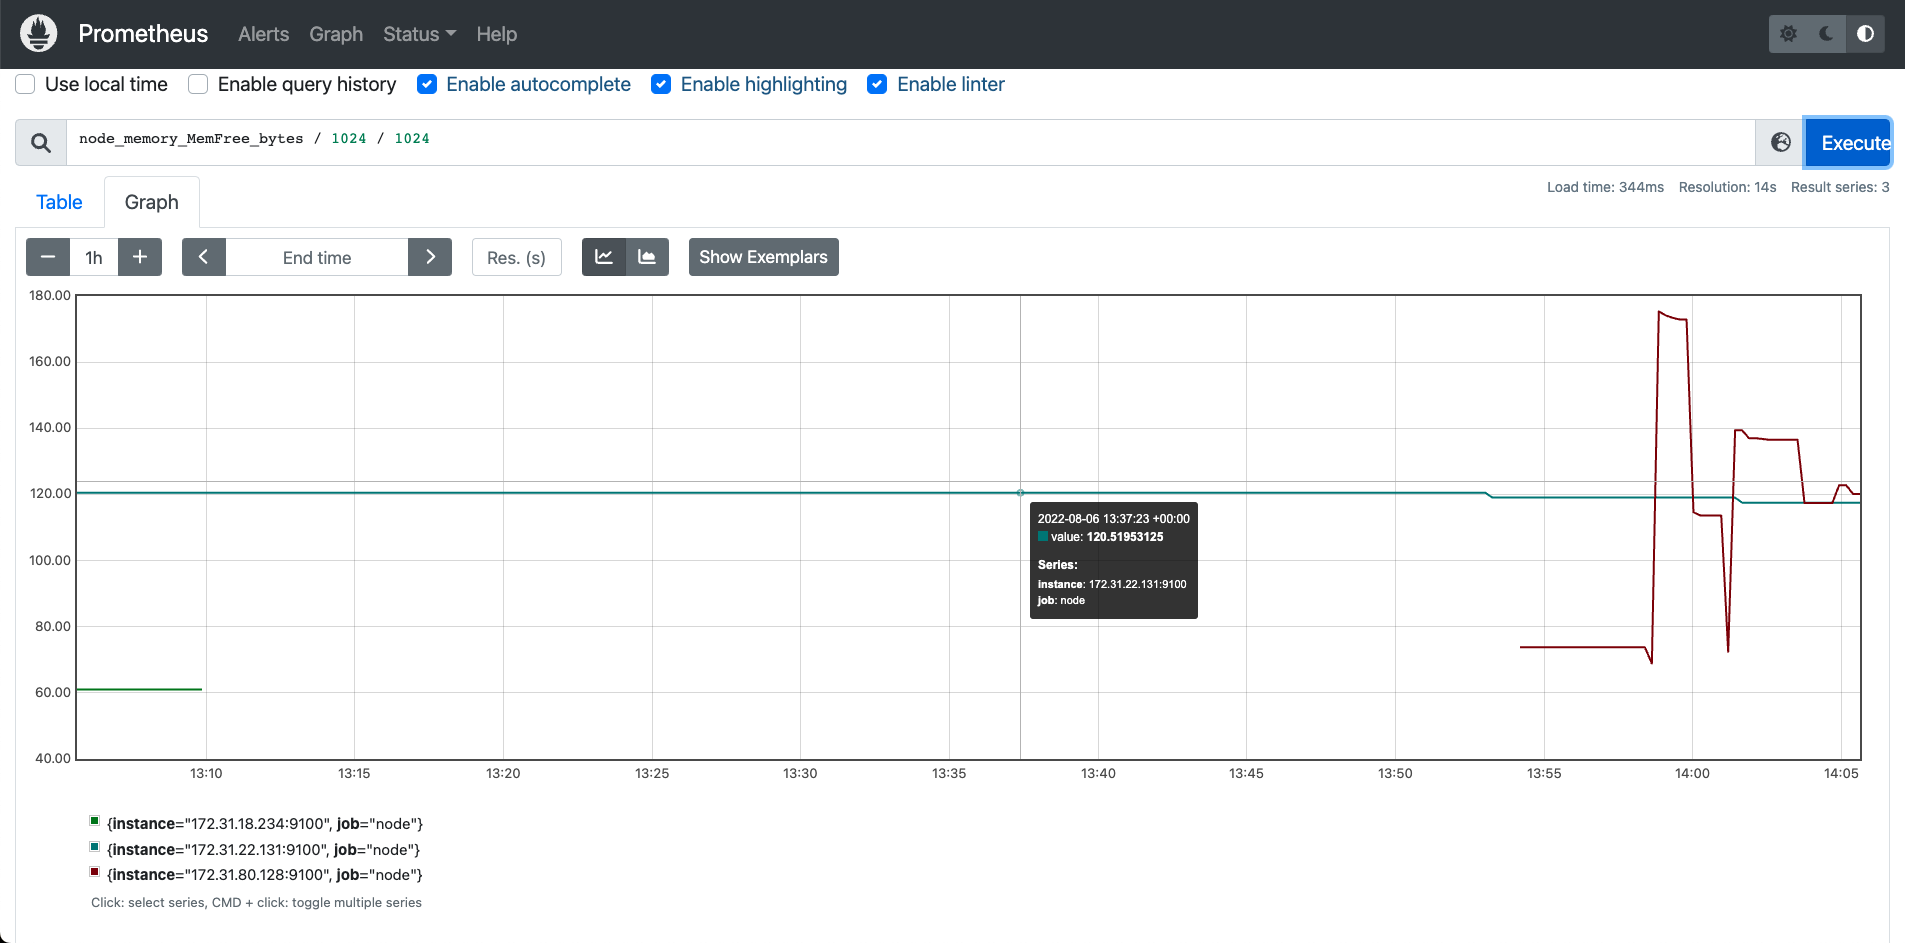 Prometheus Alerts Graph Status Help
Use local time Enable query history Enable autocomplete Enable highlighting Enable linter
node_memory_MemFree_bytes / 1024 / 1024
Execute
Load time: 344ms Resolution: 14s Result series: 3
Table Graph
1h End time Res. (s) Show Exemplars
180.00
160.00
140.00
120.00
100.00
80.00
60.00
40.00
2022-08-06 13:37:23 +00:00
value: 120.51953125
Series:
instance: 172.31.22.131:9100
job: node
13:10 13:15 13:20 13:25 13:30 13:35 13:40 13:45 13:50 13:55 14:00 14:05
{instance="172.31.18.234:9100", job="node"}
{instance="172.31.22.131:9100", job="node"}
{instance="172.31.80.128:9100", job="node"}
Click: select series, CMD + click: toggle multiple series